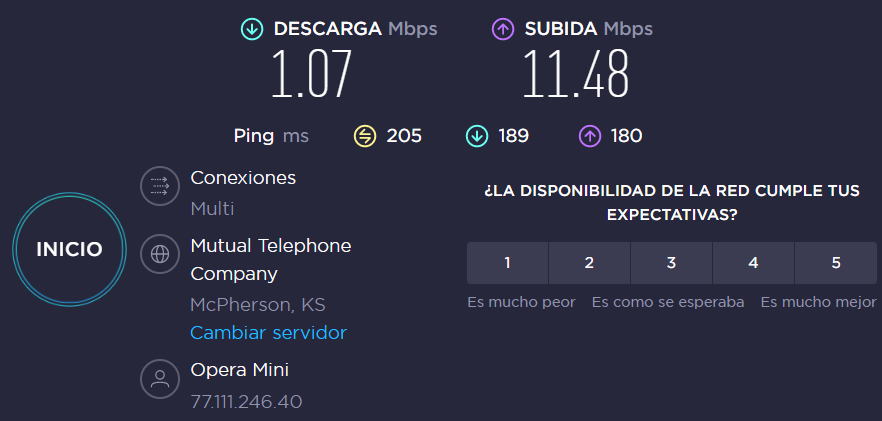 DESCARGA Mbps
SUBIDA Mbps
1.07
11.48
Ping ms
205
189
180
Conexiones
Multi
¿LA DISPONIBILIDAD DE LA RED CUMPLE TUS
EXPECTATIVAS?
INICIO
Mutual Telephone
Company
McPherson, KS
Cambiar servidor
1 2 3 4 5
Es mucho peor Es como se esperaba Es mucho mejor
Opera Mini
77.111.246.40